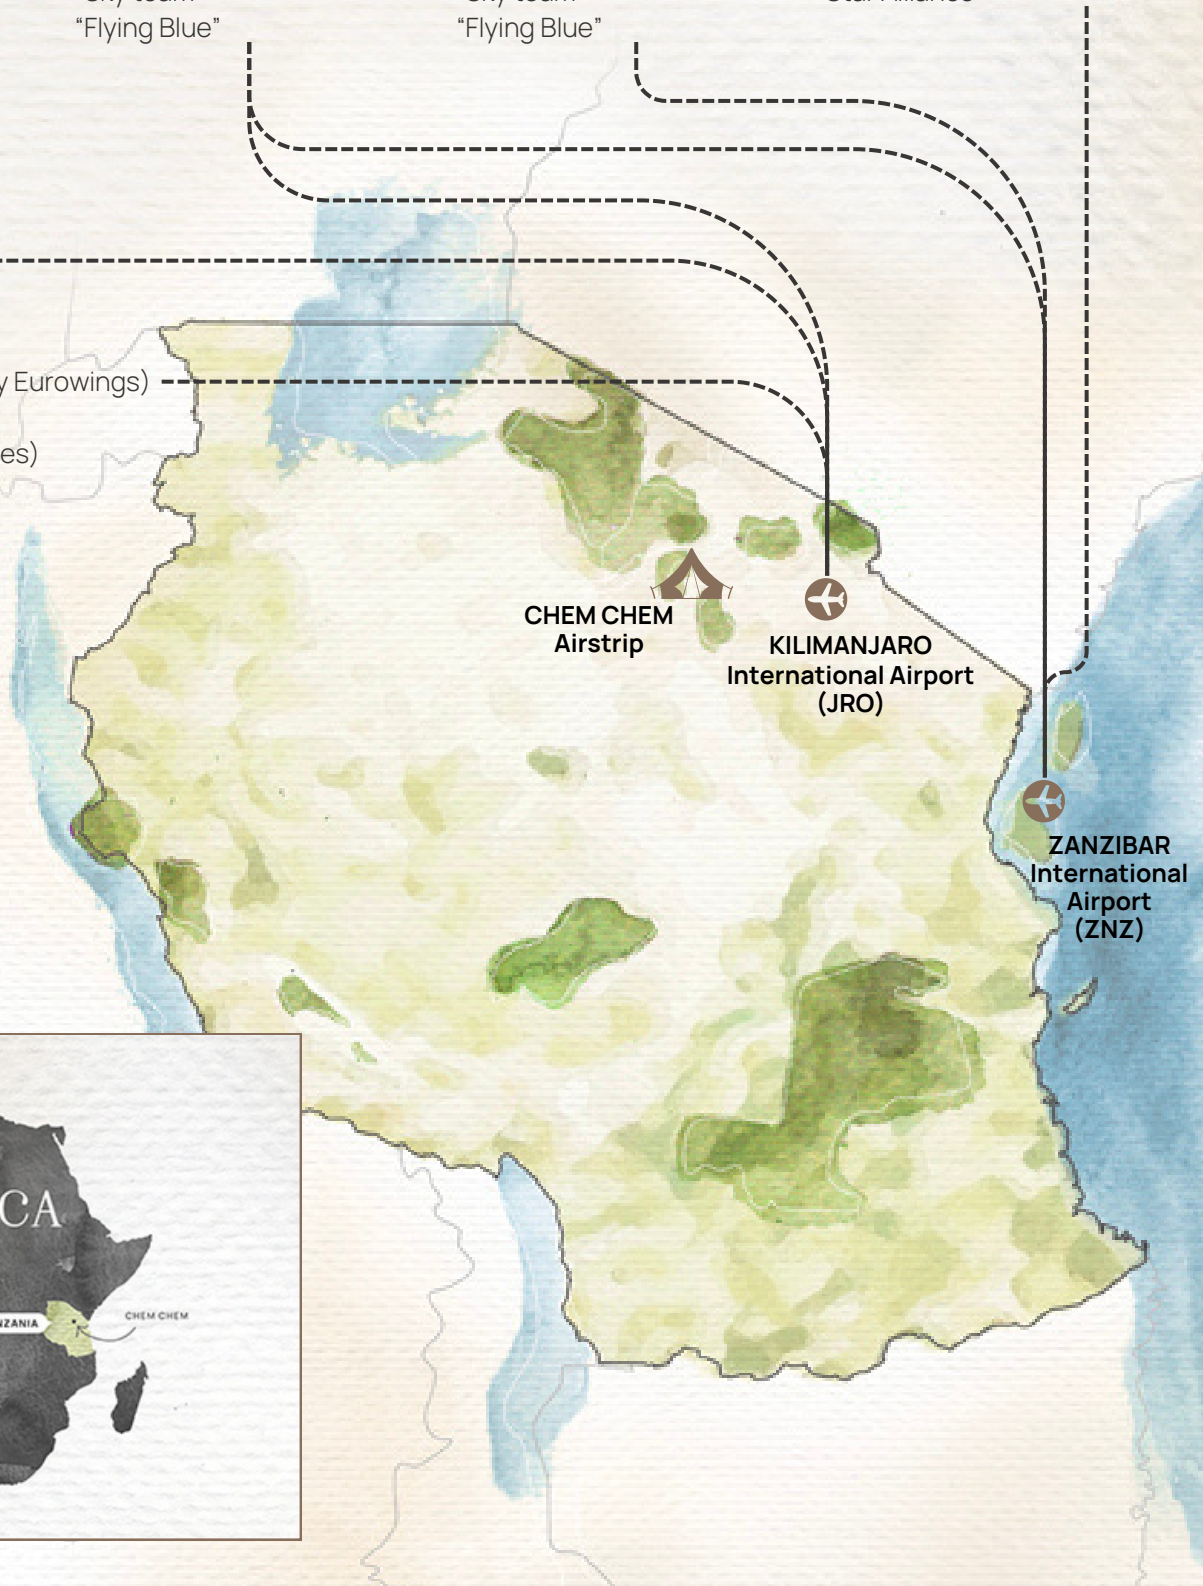 “Flying Blue”
“Flying Blue”
y Eurowings)
es)
CHEM CHEM
Airstrip
KILIMANJARO
International Airport
(JRO)
ZANZIBAR
International
Airport
(ZNZ)
CA
NZANIA
CHEM CHEM